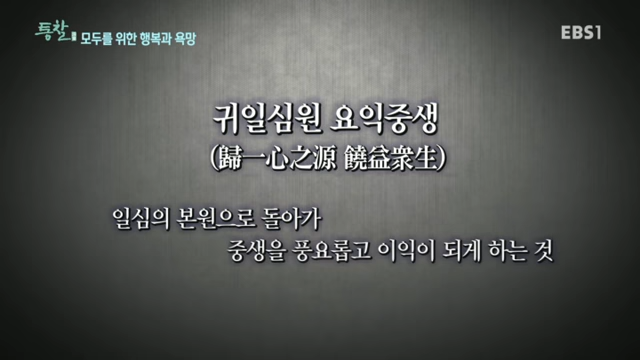 통찰 모두를 위한 행복과 욕망
EBS1
귀일심원 요익중생
(歸一心之源 饒益衆生)
일심의 본원으로 돌아가
중생을 풍요롭고 이익이 되게 하는 것